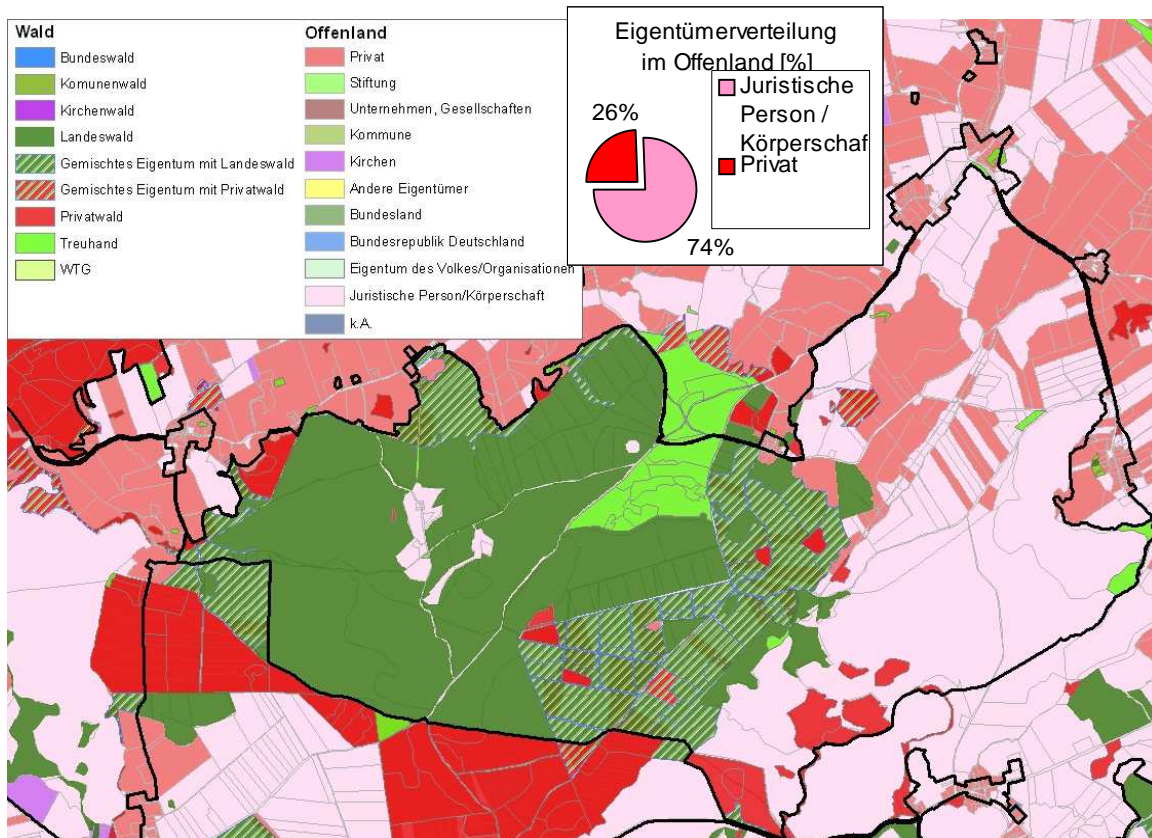 Wald
Bundeswald
Komunenwald
Kirchenwald
Landeswald
Gemischtes Eigentum mit Landeswald
Gemischtes Eigentum mit Privatwald
Privatwald
Treuhand
WTG
Offenland
Privat
Stiftung
Unternehmen, Gesellschaften
Kommune
Kirchen
Andere Eigentümer
Bundesland
Bundesrepublik Deutschland
Eigentum des Volkes/Organisationen
Juristische Person/Körperschaft
k.A.
Eigentümerverteilung
im Offenland [%]
26%
74%
Juristische
Person /
Körperschaf
Privat